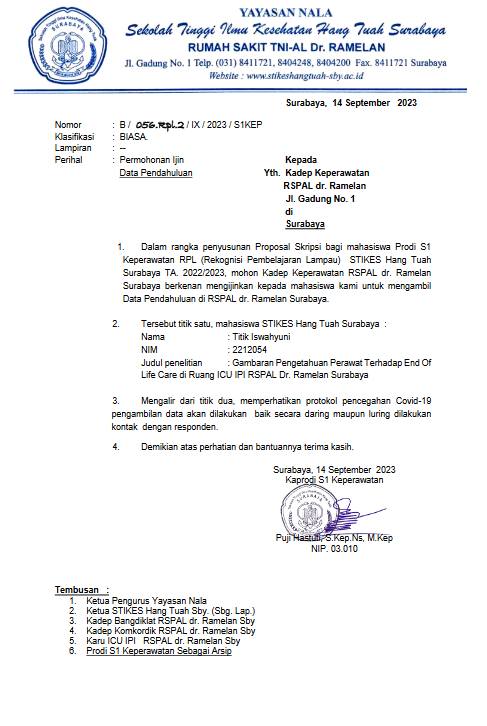 YAYASAN NALA
Sekolah Tinggi Ilmu Kesehatan Hang Tuah Surabaya
RUMAH SAKIT TNI-AL Dr. RAMELAN
Jl. Gadung No. 1 Telp. (031) 8411721, 8404248, 8404200 Fax. 8411721 Surabaya
Website : www.stikeshangtuah-sby.ac.id
Surabaya, 14 September 2023
Nomor : B / 056.Rpl.2 / IX / 2023 / S1KEP
Klasifikasi : BIASA.
Lampiran : --
Perihal : Permohonan Ijin Kepada
Data Pendahuluan Yth. Kadep Keperawatan
RSPAL dr. Ramelan
Jl. Gadung No. 1
di
Surabaya
1. Dalam rangka penyusunan Proposal Skripsi bagi mahasiswa Prodi S1
Keperawatan RPL (Rekognisi Pembelajaran Lampau) STIKES Hang Tuah
Surabaya TA. 2022/2023, mohon Kadep Keperawatan RSPAL dr. Ramelan
Surabaya berkenan mengijinkan kepada mahasiswa kami untuk mengambil
Data Pendahuluan di RSPAL dr. Ramelan Surabaya.
2. Tersebut titik satu, mahasiswa STIKES Hang Tuah Surabaya :
Nama : Titik Iswahyuni
NIM : 2212054
Judul penelitian : Gambaran Pengetahuan Perawat Terhadap End Of
Life Care di Ruang ICU IPI RSPAL Dr. Ramelan Surabaya
3. Mengalir dari titik dua, memperhatikan protokol pencegahan Covid-19
pengambilan data akan dilakukan baik secara daring maupun luring dilakukan
kontak dengan responden.
4. Demikian atas perhatian dan bantuannya terima kasih.
Surabaya, 14 September 2023
Kaprodi S1 Keperawatan
Puji Hastuti, S.Kep.Ns, M.Kep
NIP. 03.010
Tembusan :
1. Ketua Pengurus Yayasan Nala
2. Ketua STIKES Hang Tuah Sby. (Sbg. Lap.)
3. Kadep Bangdiklat RSPAL dr. Ramelan Sby
4. Kadep Komkordik RSPAL dr. Ramelan Sby
5. Karu ICU IPI RSPAL dr. Ramelan Sby
6. Prodi S1 Keperawatan Sebagai Arsip